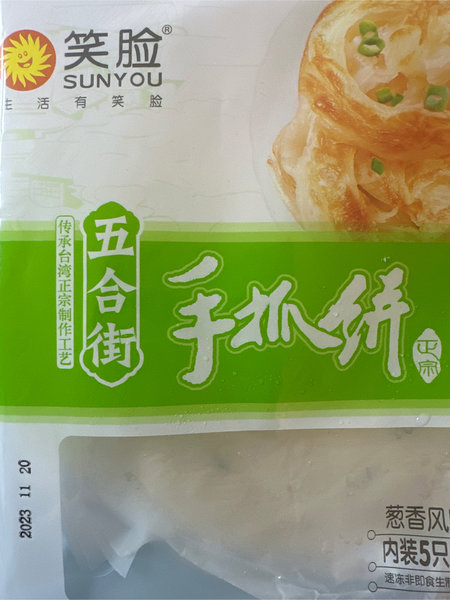 笑脸®
SUNYOU
生活有笑脸
五合街
传承台湾正宗制作工艺
手抓饼
正宗
2023 11 20
葱香风
内装5只
速冻非即食生